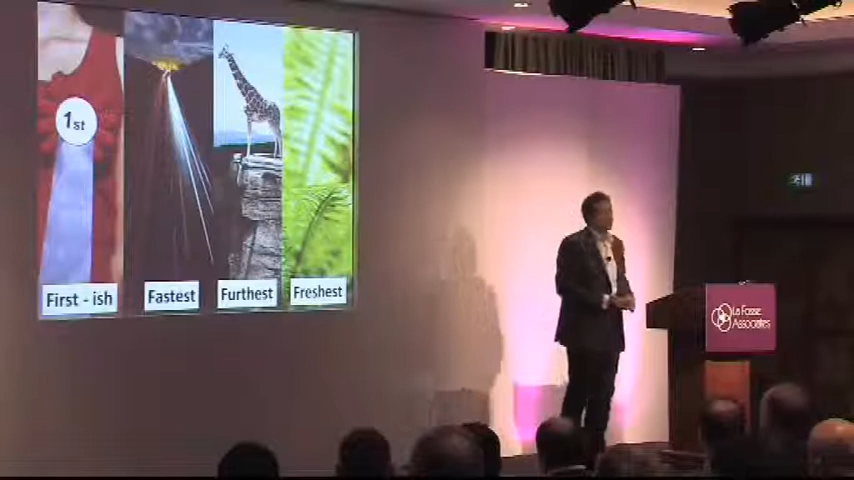 1st
First - ish
Fastest
Furthest
Freshest
La Fosse
Associates